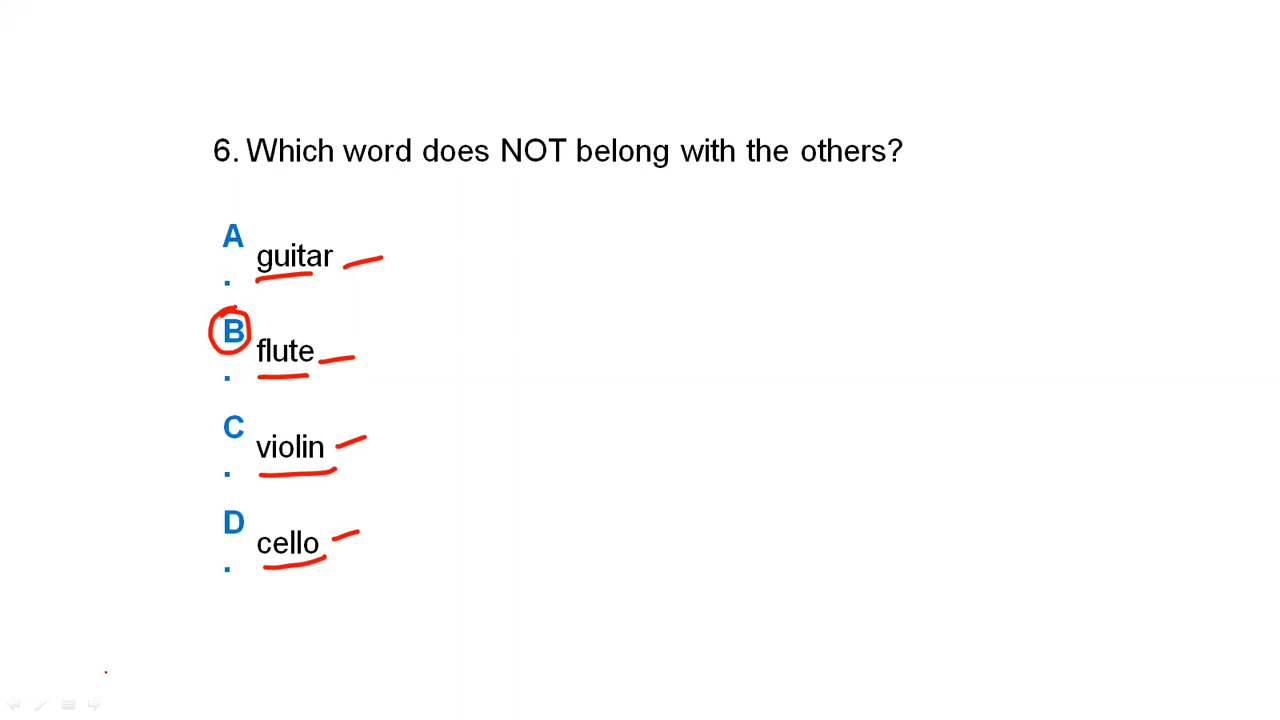 6. Which word does NOT belong with the others?
A
. guitar
B
. flute
C
. violin
D
. cello